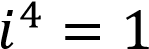 i⁴ = 1